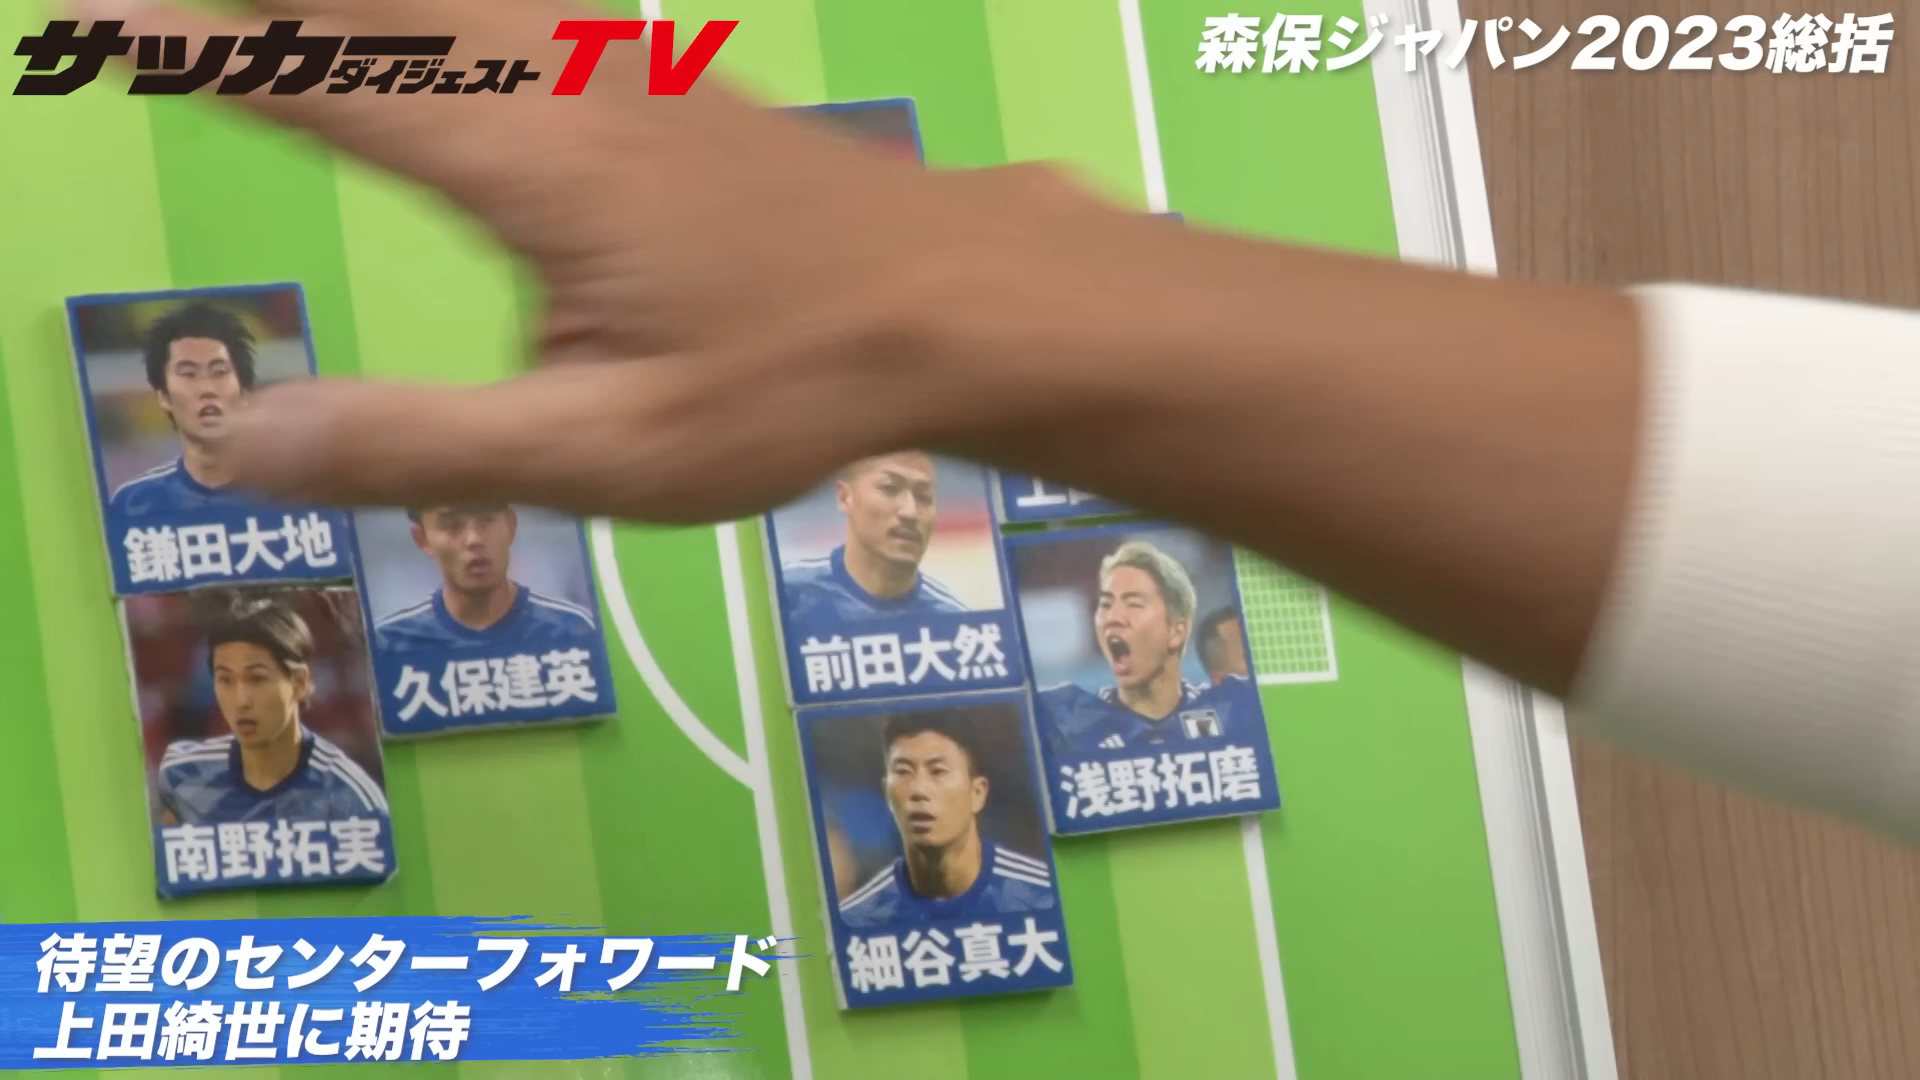 サッカーダイジェストTV
森保ジャパン2023総括
鎌田大地
久保建英
南野拓実
前田大然
浅野拓磨
細谷真大
待望のセンターフォワード
上田綺世に期待